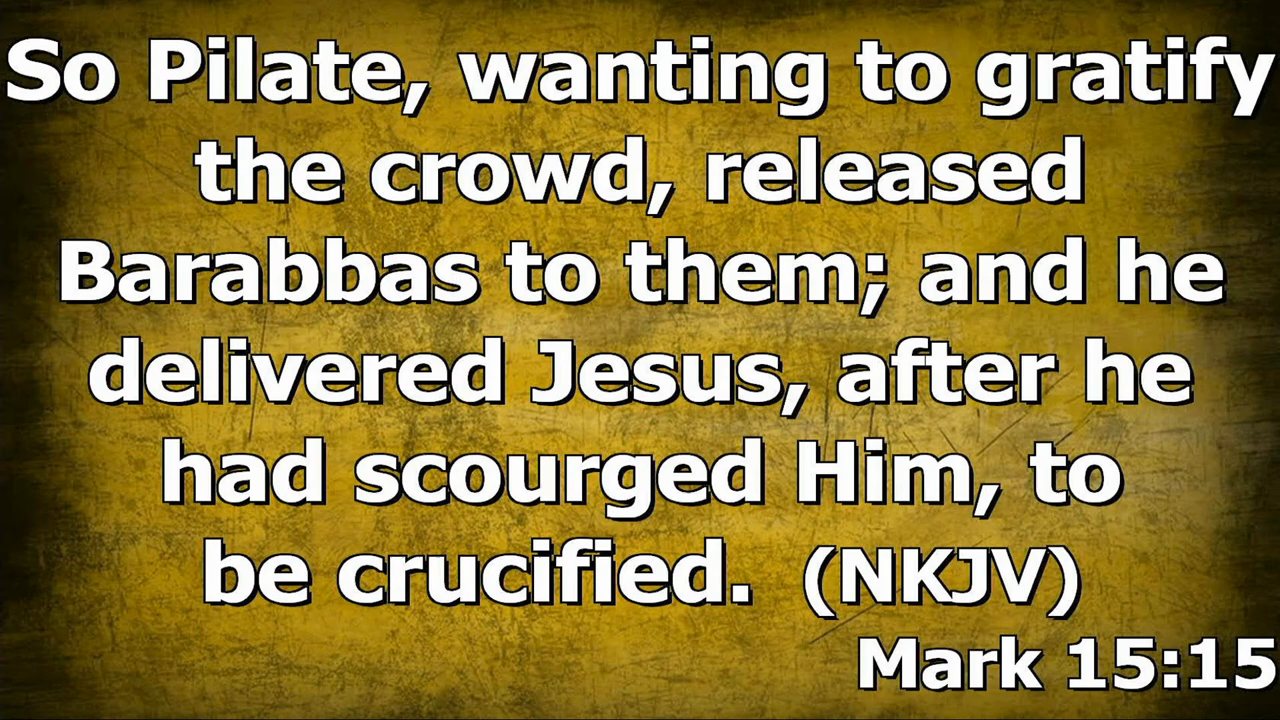 So Pilate, wanting to gratify
the crowd, released
Barabbas to them; and he
delivered Jesus, after he
had scourged Him, to
be crucified.  (NKJV)
Mark 15:15